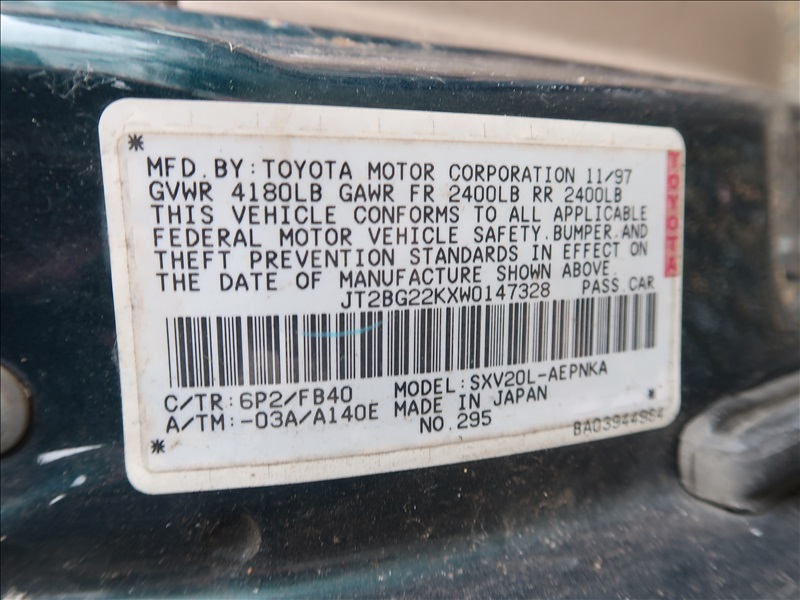 MFD. BY: TOYOTA MOTOR CORPORATION 11/97
GVWR 4180LB GAWR FR 2400LB RR 2400LB
THIS VEHICLE CONFORMS TO ALL APPLICABLE
FEDERAL MOTOR VEHICLE SAFETY, BUMPER, AND
THEFT PREVENTION STANDARDS IN EFFECT ON
THE DATE OF MANUFACTURE SHOWN ABOVE.
JT2BG22KXW0147328 PASS. CAR
TOYOTA
C/TR: 6P2/FB40 MODEL: SXV20L-AEPNKA
A/TM: -03A/A140E MADE IN JAPAN
NO. 295